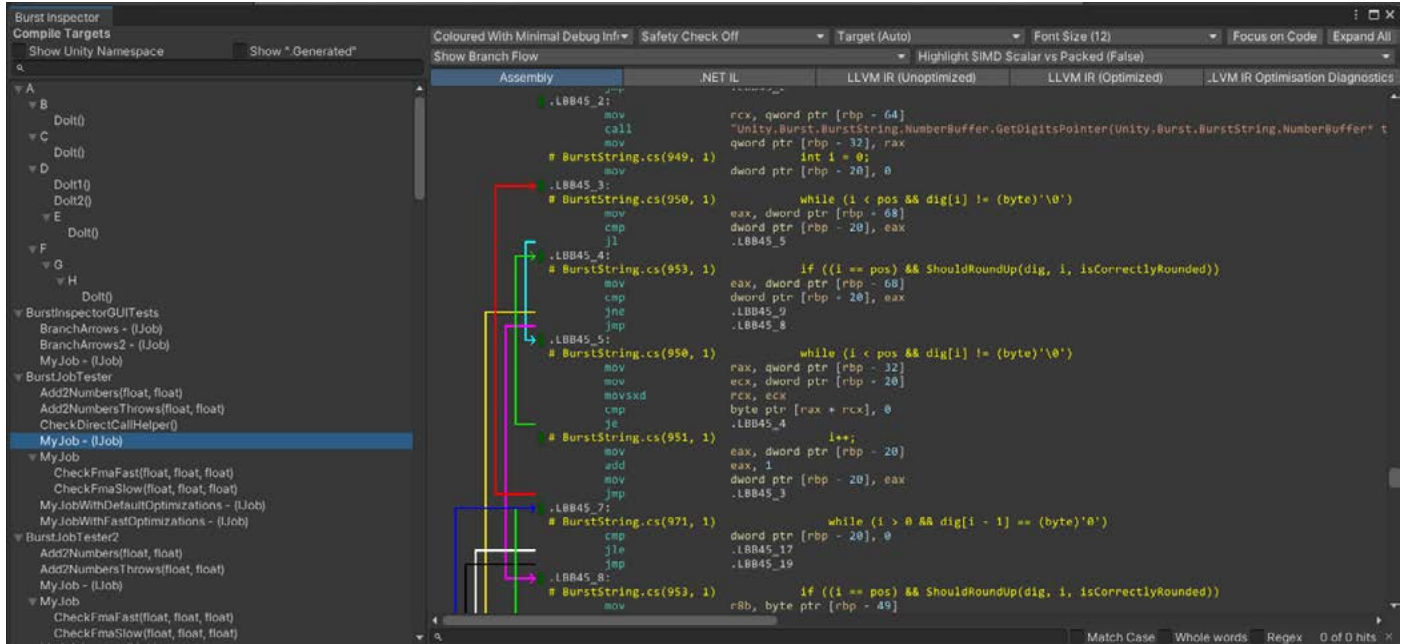 Burst Inspector
Compile Targets
Show Unity Namespace
Show "*.Generated"
A
B
DoIt()
C
DoIt()
D
DoIt1()
DoIt2()
E
DoIt()
F
G
H
DoIt()
BurstInspectorGUITests
BranchArrows - (IJob)
BranchArrows2 - (IJob)
MyJob - (IJob)
BurstJobTester
Add2Numbers(float, float)
Add2NumbersThrows(float, float)
CheckDirectCallHelper()
MyJob - (IJob)
MyJob
CheckFmaFast(float, float, float)
CheckFmaSlow(float, float, float)
MyJobWithDefaultOptimizations - (IJob)
MyJobWithFastOptimizations - (IJob)
BurstJobTester2
Add2Numbers(float, float)
Add2NumbersThrows(float, float)
MyJob - (IJob)
MyJob
CheckFmaFast(float, float, float)
CheckFmaSlow(float, float, float)
Coloured With Minimal Debug Inf Safety Check Off Target (Auto) Font Size (12) Focus on Code Expand All
Show Branch Flow Highlight SIMD Scalar vs Packed (False)
Assembly .NET IL LLVM IR (Unoptimized) LLVM IR (Optimized) LLVM IR Optimisation Diagnostics
.LBB45_2:
mov rcx, qword ptr [rbp - 64]
call "Unity.Burst.BurstString.NumberBuffer.GetDigitsPointer(Unity.Burst.BurstString.NumberBuffer* t
mov qword ptr [rbp - 32], rax
# BurstString.cs(949, 1) int i = 0;
mov dword ptr [rbp - 20], 0
.LBB45_3:
# BurstString.cs(950, 1) while (i < pos && dig[i] != (byte)'\0')
mov eax, dword ptr [rbp - 68]
cmp dword ptr [rbp - 20], eax
jl .LBB45_5
.LBB45_4:
# BurstString.cs(953, 1) if ((i == pos) && ShouldRoundUp(dig, i, isCorrectlyRounded))
mov eax, dword ptr [rbp - 68]
cmp dword ptr [rbp - 20], eax
jne .LBB45_9
jmp .LBB45_8
.LBB45_5:
# BurstString.cs(950, 1) while (i < pos && dig[i] != (byte)'\0')
mov rax, qword ptr [rbp - 32]
mov ecx, dword ptr [rbp - 20]
movsxd rcx, ecx
cmp byte ptr [rax + rcx], 0
je .LBB45_4
# BurstString.cs(951, 1) i++;
mov eax, dword ptr [rbp - 20]
add eax, 1
mov dword ptr [rbp - 20], eax
jmp .LBB45_3
.LBB45_7:
# BurstString.cs(971, 1) while (i > 0 && dig[i - 1] == (byte)'0')
cmp dword ptr [rbp - 20], 0
jle .LBB45_17
jmp .LBB45_19
.LBB45_8:
# BurstString.cs(953, 1) if ((i == pos) && ShouldRoundUp(dig, i, isCorrectlyRounded))
mov r8b, byte ptr [rbp - 49]
Match Case Whole words Regex 0 of 0 hits